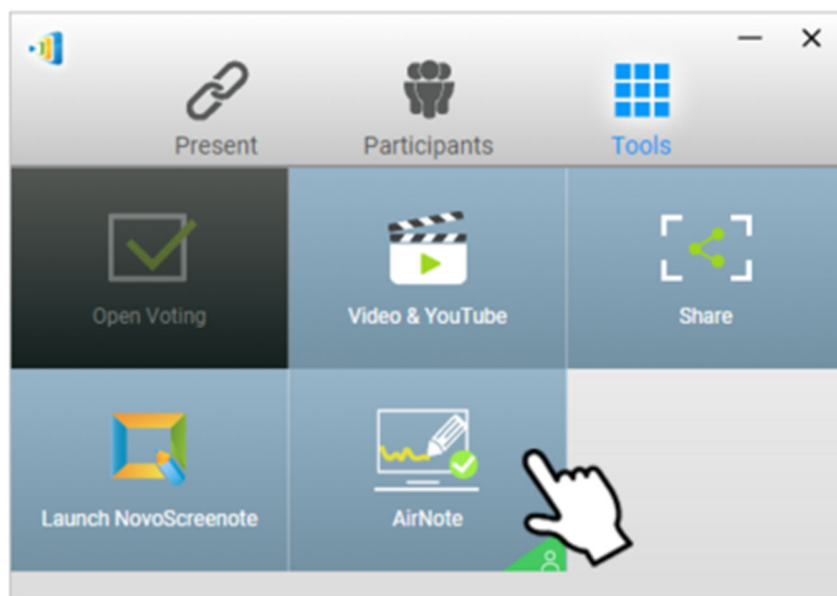 Present
Participants
Tools
Open Voting
Video & YouTube
Share
Launch NovoScreenote
AirNote